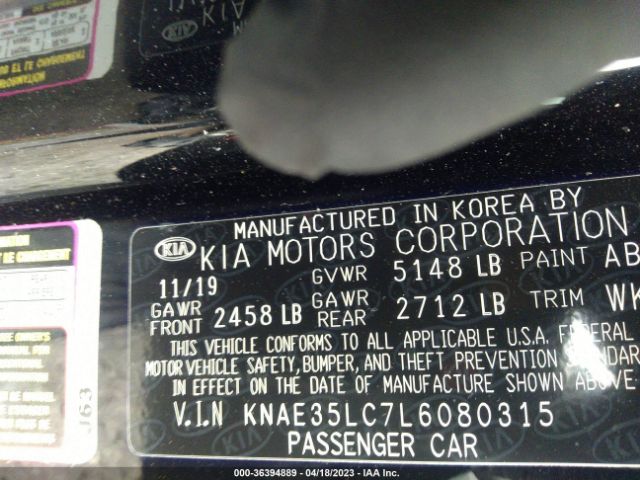 MANUFACTURED IN KOREA BY
KIA KIA MOTORS CORPORATION
11/19 GVWR 5148 LB PAINT AB
GAWR FRONT 2458 LB GAWR REAR 2712 LB TRIM WK
THIS VEHICLE CONFORMS TO ALL APPLICABLE U.S.A. FEDERAL
MOTOR VEHICLE SAFETY, BUMPER, AND THEFT PREVENTION STANDARD
IN EFFECT ON THE DATE OF MANUFACTURE SHOWN ABOVE
V.I.N KNAE35LC7L6080315
PASSENGER CAR
J63
000-36394889 / 04/18/2023 - IAA Inc.